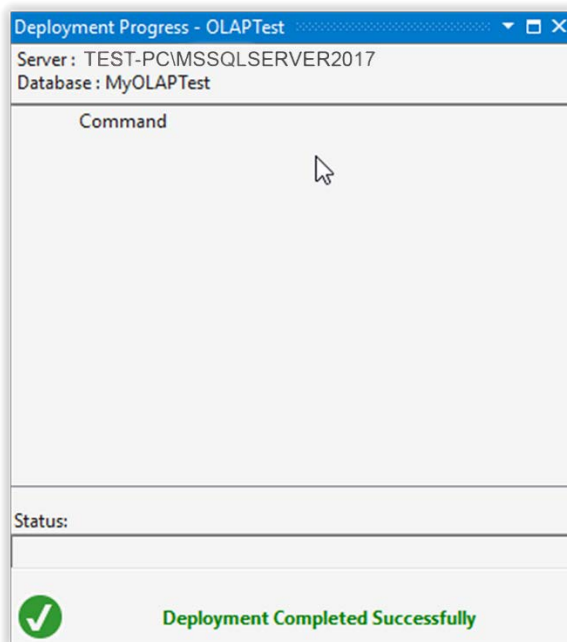 Deployment Progress - OLAPTest
Server : TEST-PC\MSSQLSERVER2017
Database : MyOLAPTest
Command
Status:
Deployment Completed Successfully